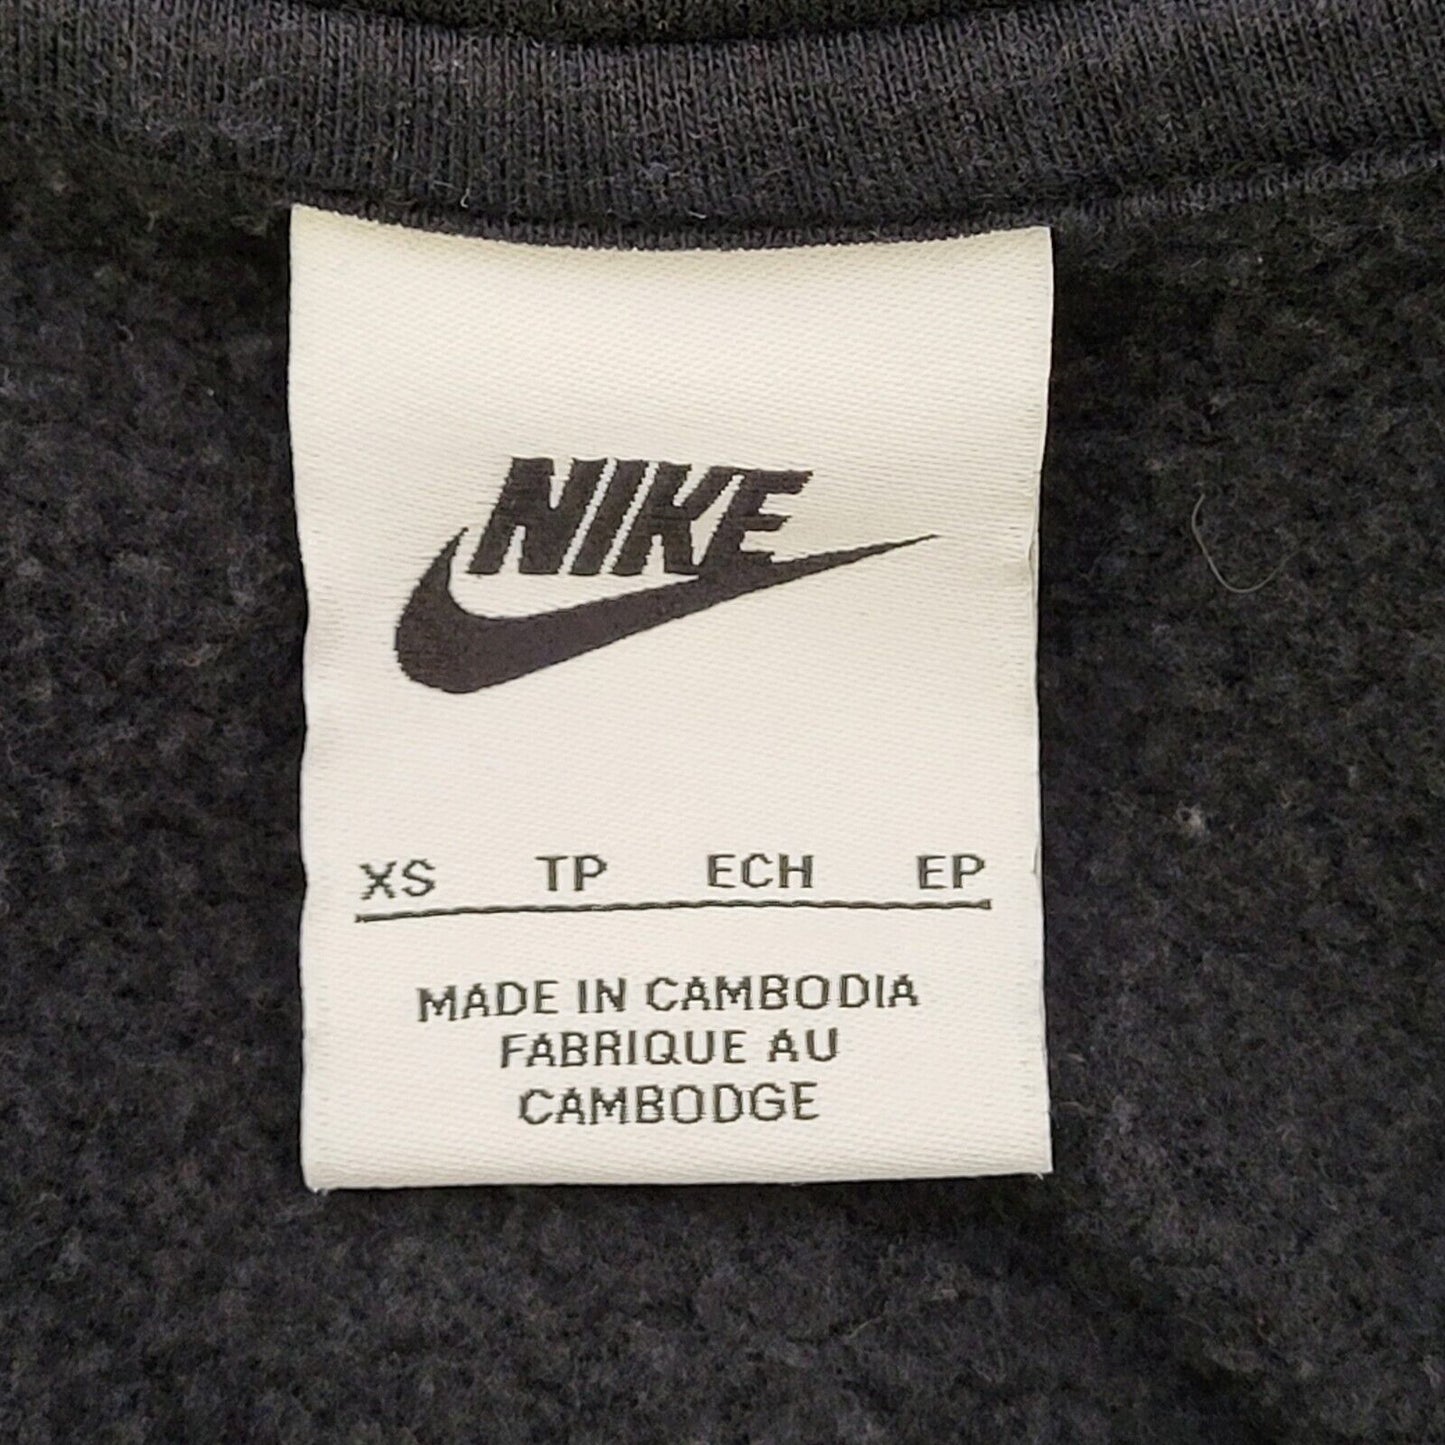 NIKE
XS TP ECH EP
MADE IN CAMBODIA
FABRIQUE AU
CAMBODGE